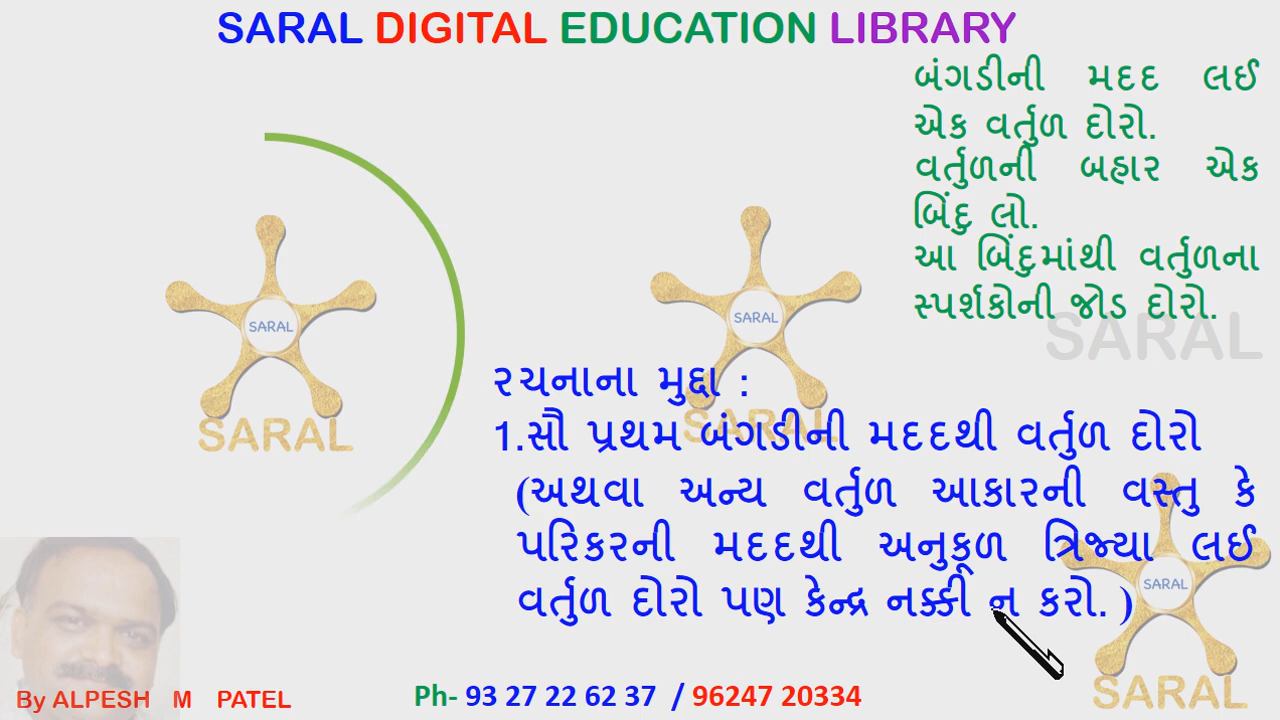 SARAL DIGITAL EDUCATION LIBRARY
બંગડીની મદદ લઈ
એક વર્તુળ દોરો.
વર્તુળની બહાર એક
બિંદુ લો.
આ બિંદુમાંથી વર્તુળના
સ્પર્શકોની જોડ દોરો.
SARAL
SARAL
SARAL
SARAL
રચનાના મુદ્દા :
SARAL
1.સૌ પ્રથમ બંગડીની મદદથી વર્તુળ દોરો
(અથવા અન્ય વર્તુળ આકારની વસ્તુ કે
પરિકરની મદદથી અનુકૂળ ત્રિજ્યા લઈ
SARAL
વર્તુળ દોરો પણ કેન્દ્ર નક્કી ન કરો. )
SARAL
By ALPESH M PATEL
Ph- 93 27 22 62 37 / 96247 20334